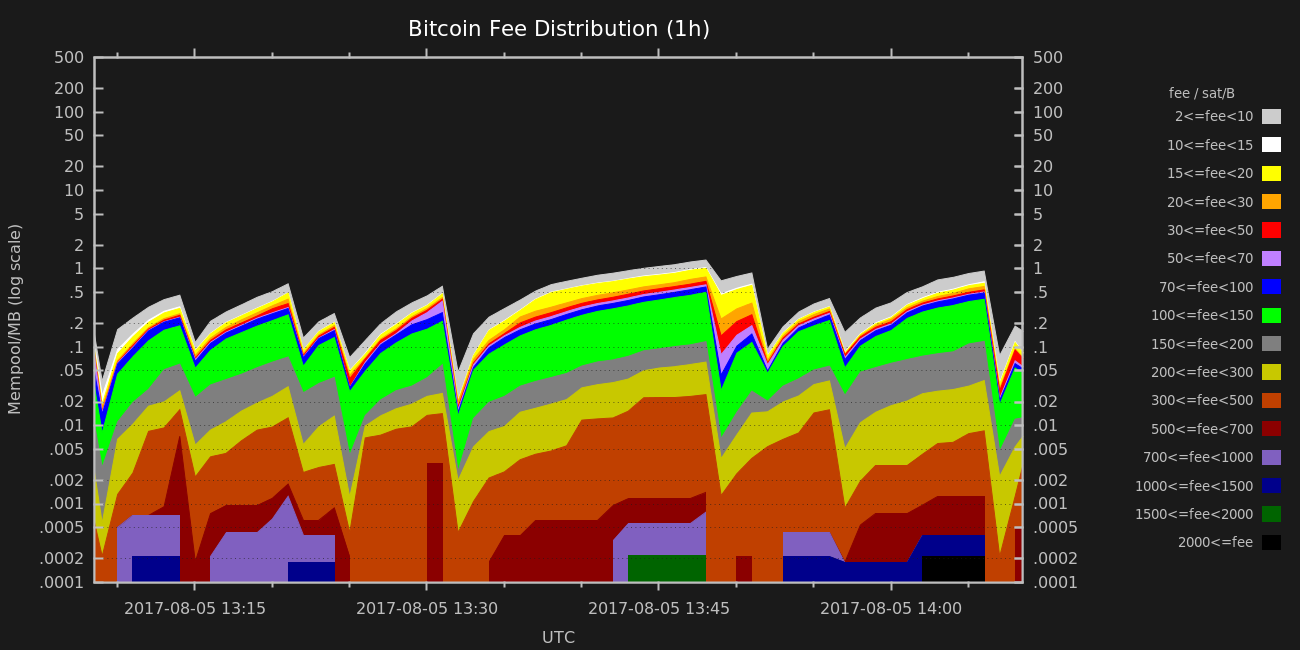 Bitcoin Fee Distribution (1h)
500 500
200 200
100 100
50 50
20 20
10 10
5 5
2 2
1 1
.5 .5
.2 .2
.1 .1
.05 .05
.02 .02
.01 .01
.005 .005
.002 .002
.001 .001
.0005 .0005
.0002 .0002
.0001 .0001
Mempool/MB (log scale)
2017-08-05 13:15 2017-08-05 13:30 2017-08-05 13:45 2017-08-05 14:00
UTC
fee / sat/B
2<=fee<10
10<=fee<15
15<=fee<20
20<=fee<30
30<=fee<50
50<=fee<70
70<=fee<100
100<=fee<150
150<=fee<200
200<=fee<300
300<=fee<500
500<=fee<700
700<=fee<1000
1000<=fee<1500
1500<=fee<2000
2000<=fee